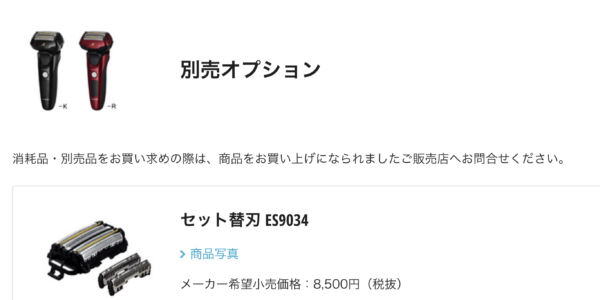 -K
-R
別売オプション
消耗品・別売品をお買い求めの際は、商品をお買い上げになられましたご販売店へお問合せください。
セット替刃 ES9034
商品写真
メーカー希望小売価格：8,500円（税抜）